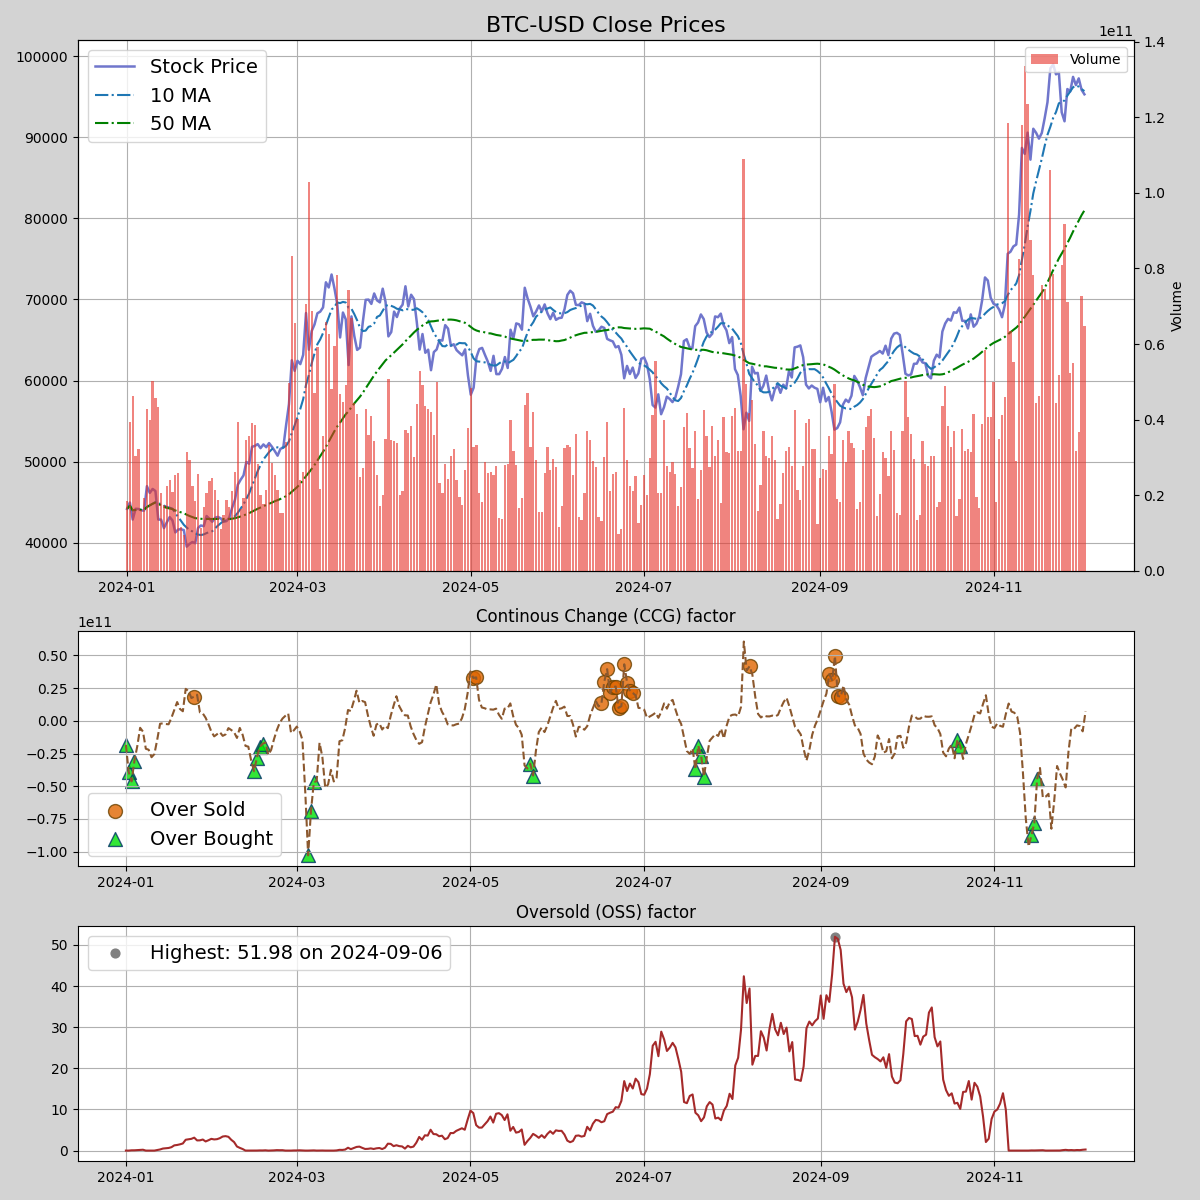 BTC-USD Close Prices
1e11
Stock Price
10 MA
50 MA
Volume
100000
90000
80000
70000
60000
50000
40000
1.4
1.2
1.0
0.8
0.6
0.4
0.2
0.0
Volume
2024-01 2024-03 2024-05 2024-07 2024-09 2024-11
Continous Change (CCG) factor
1e11
0.50
0.25
0.00
−0.25
−0.50
−0.75
−1.00
Over Sold
Over Bought
2024-01 2024-03 2024-05 2024-07 2024-09 2024-11
Oversold (OSS) factor
Highest: 51.98 on 2024-09-06
50
40
30
20
10
0
2024-01 2024-03 2024-05 2024-07 2024-09 2024-11